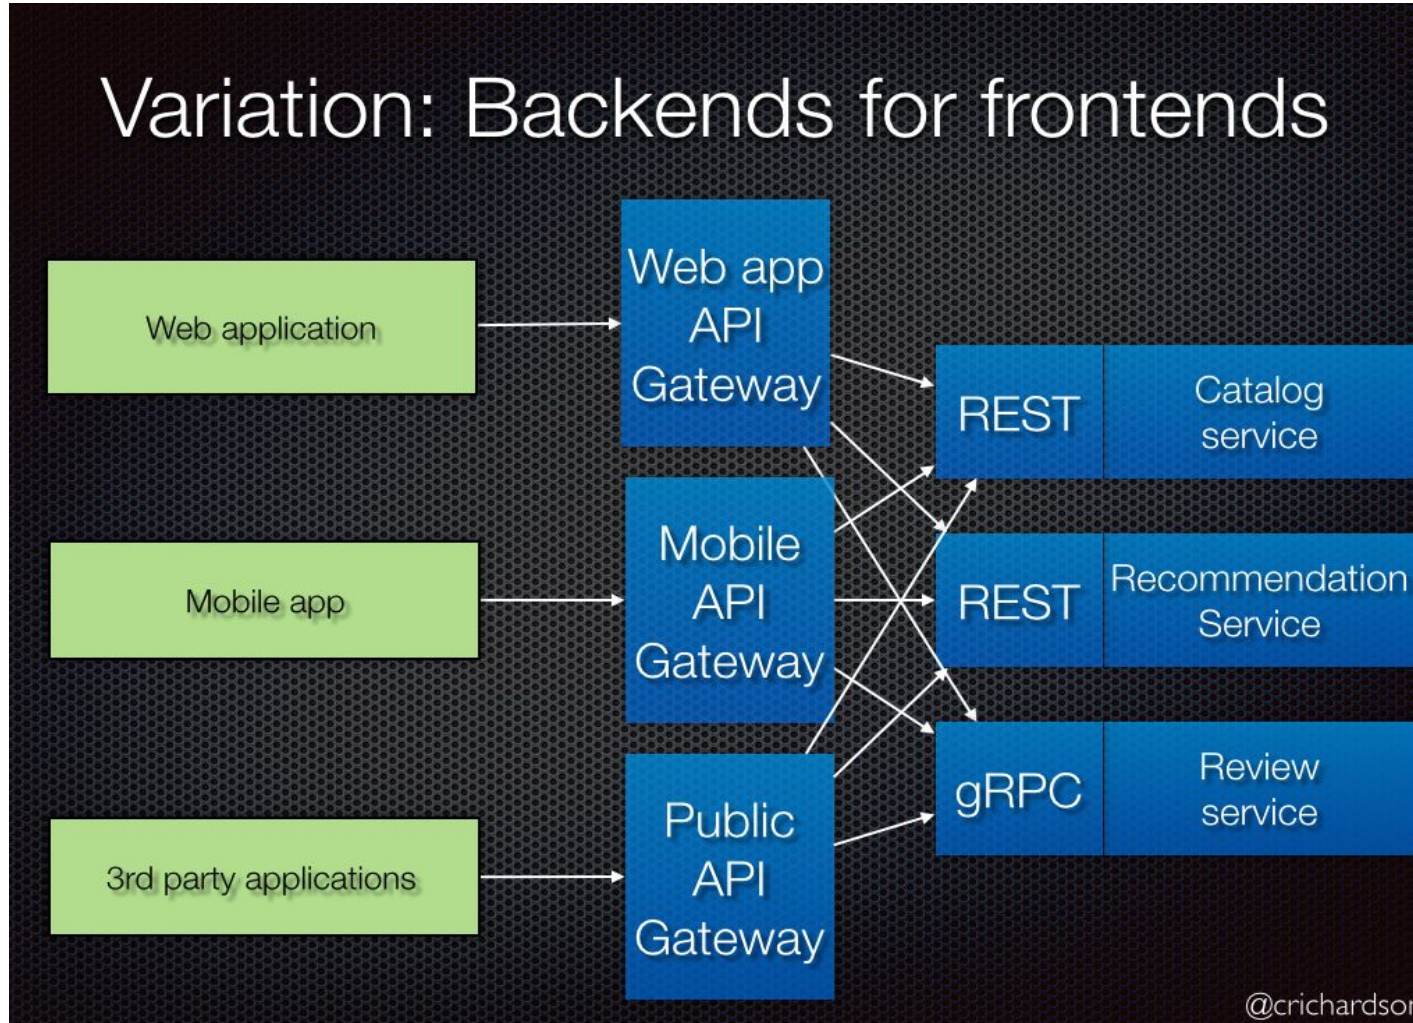 Variation: Backends for frontends
Web application
Web app
API
Gateway
REST
Catalog
service
Mobile app
Mobile
API
Gateway
REST
Recommendation
Service
3rd party applications
Public
API
Gateway
gRPC
Review
service
@crichardson